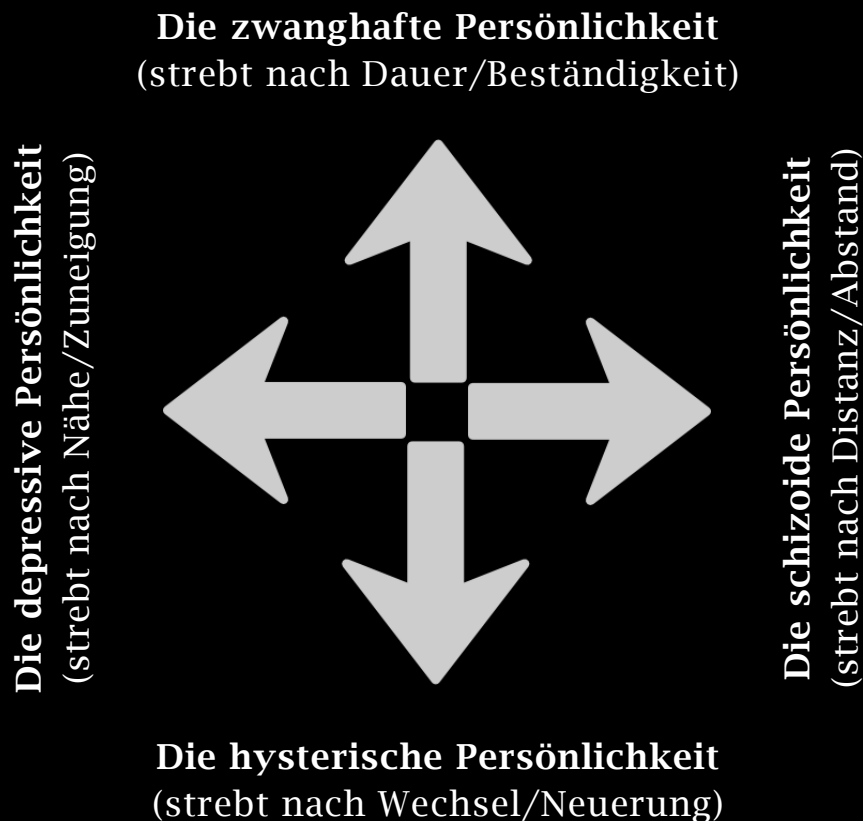 Die zwanghafte Persönlichkeit
(strebt nach Dauer/Beständigkeit)
Die depressive Persönlichkeit
(strebt nach Nähe/Zuneigung)
Die schizoide Persönlichkeit
(strebt nach Distanz/Abstand)
Die hysterische Persönlichkeit
(strebt nach Wechsel/Neuerung)